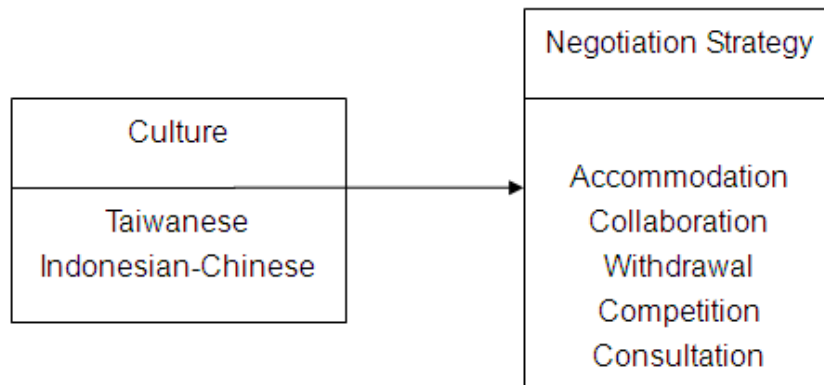 Negotiation Strategy
Culture
Taiwanese
Indonesian-Chinese
Accommodation
Collaboration
Withdrawal
Competition
Consultation